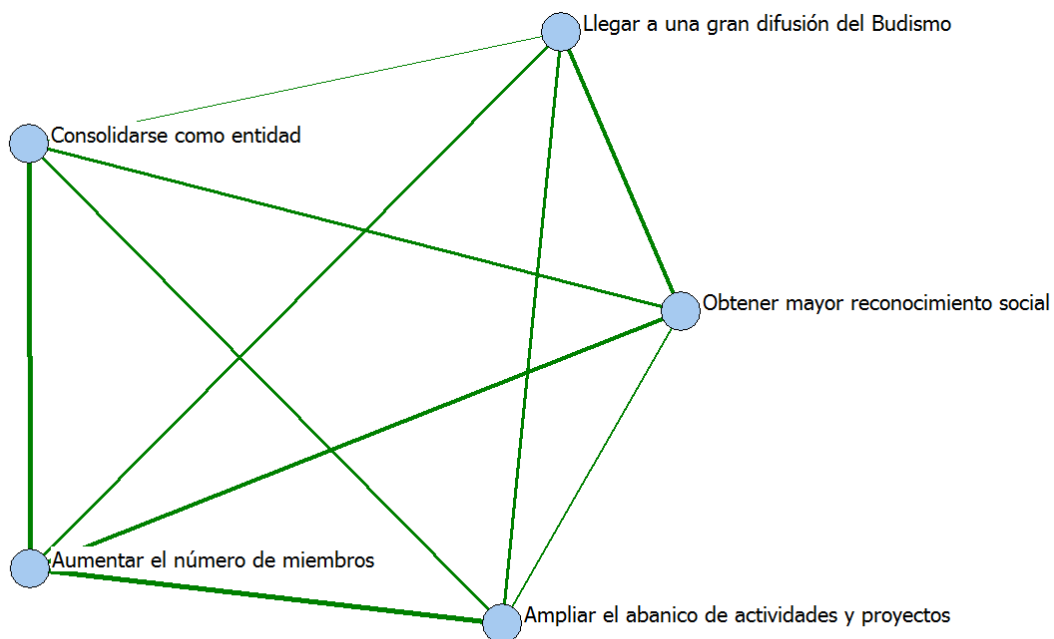 Llegar a una gran difusión del Budismo
Consolidarse como entidad
Obtener mayor reconocimiento social
Aumentar el número de miembros
Ampliar el abanico de actividades y proyectos